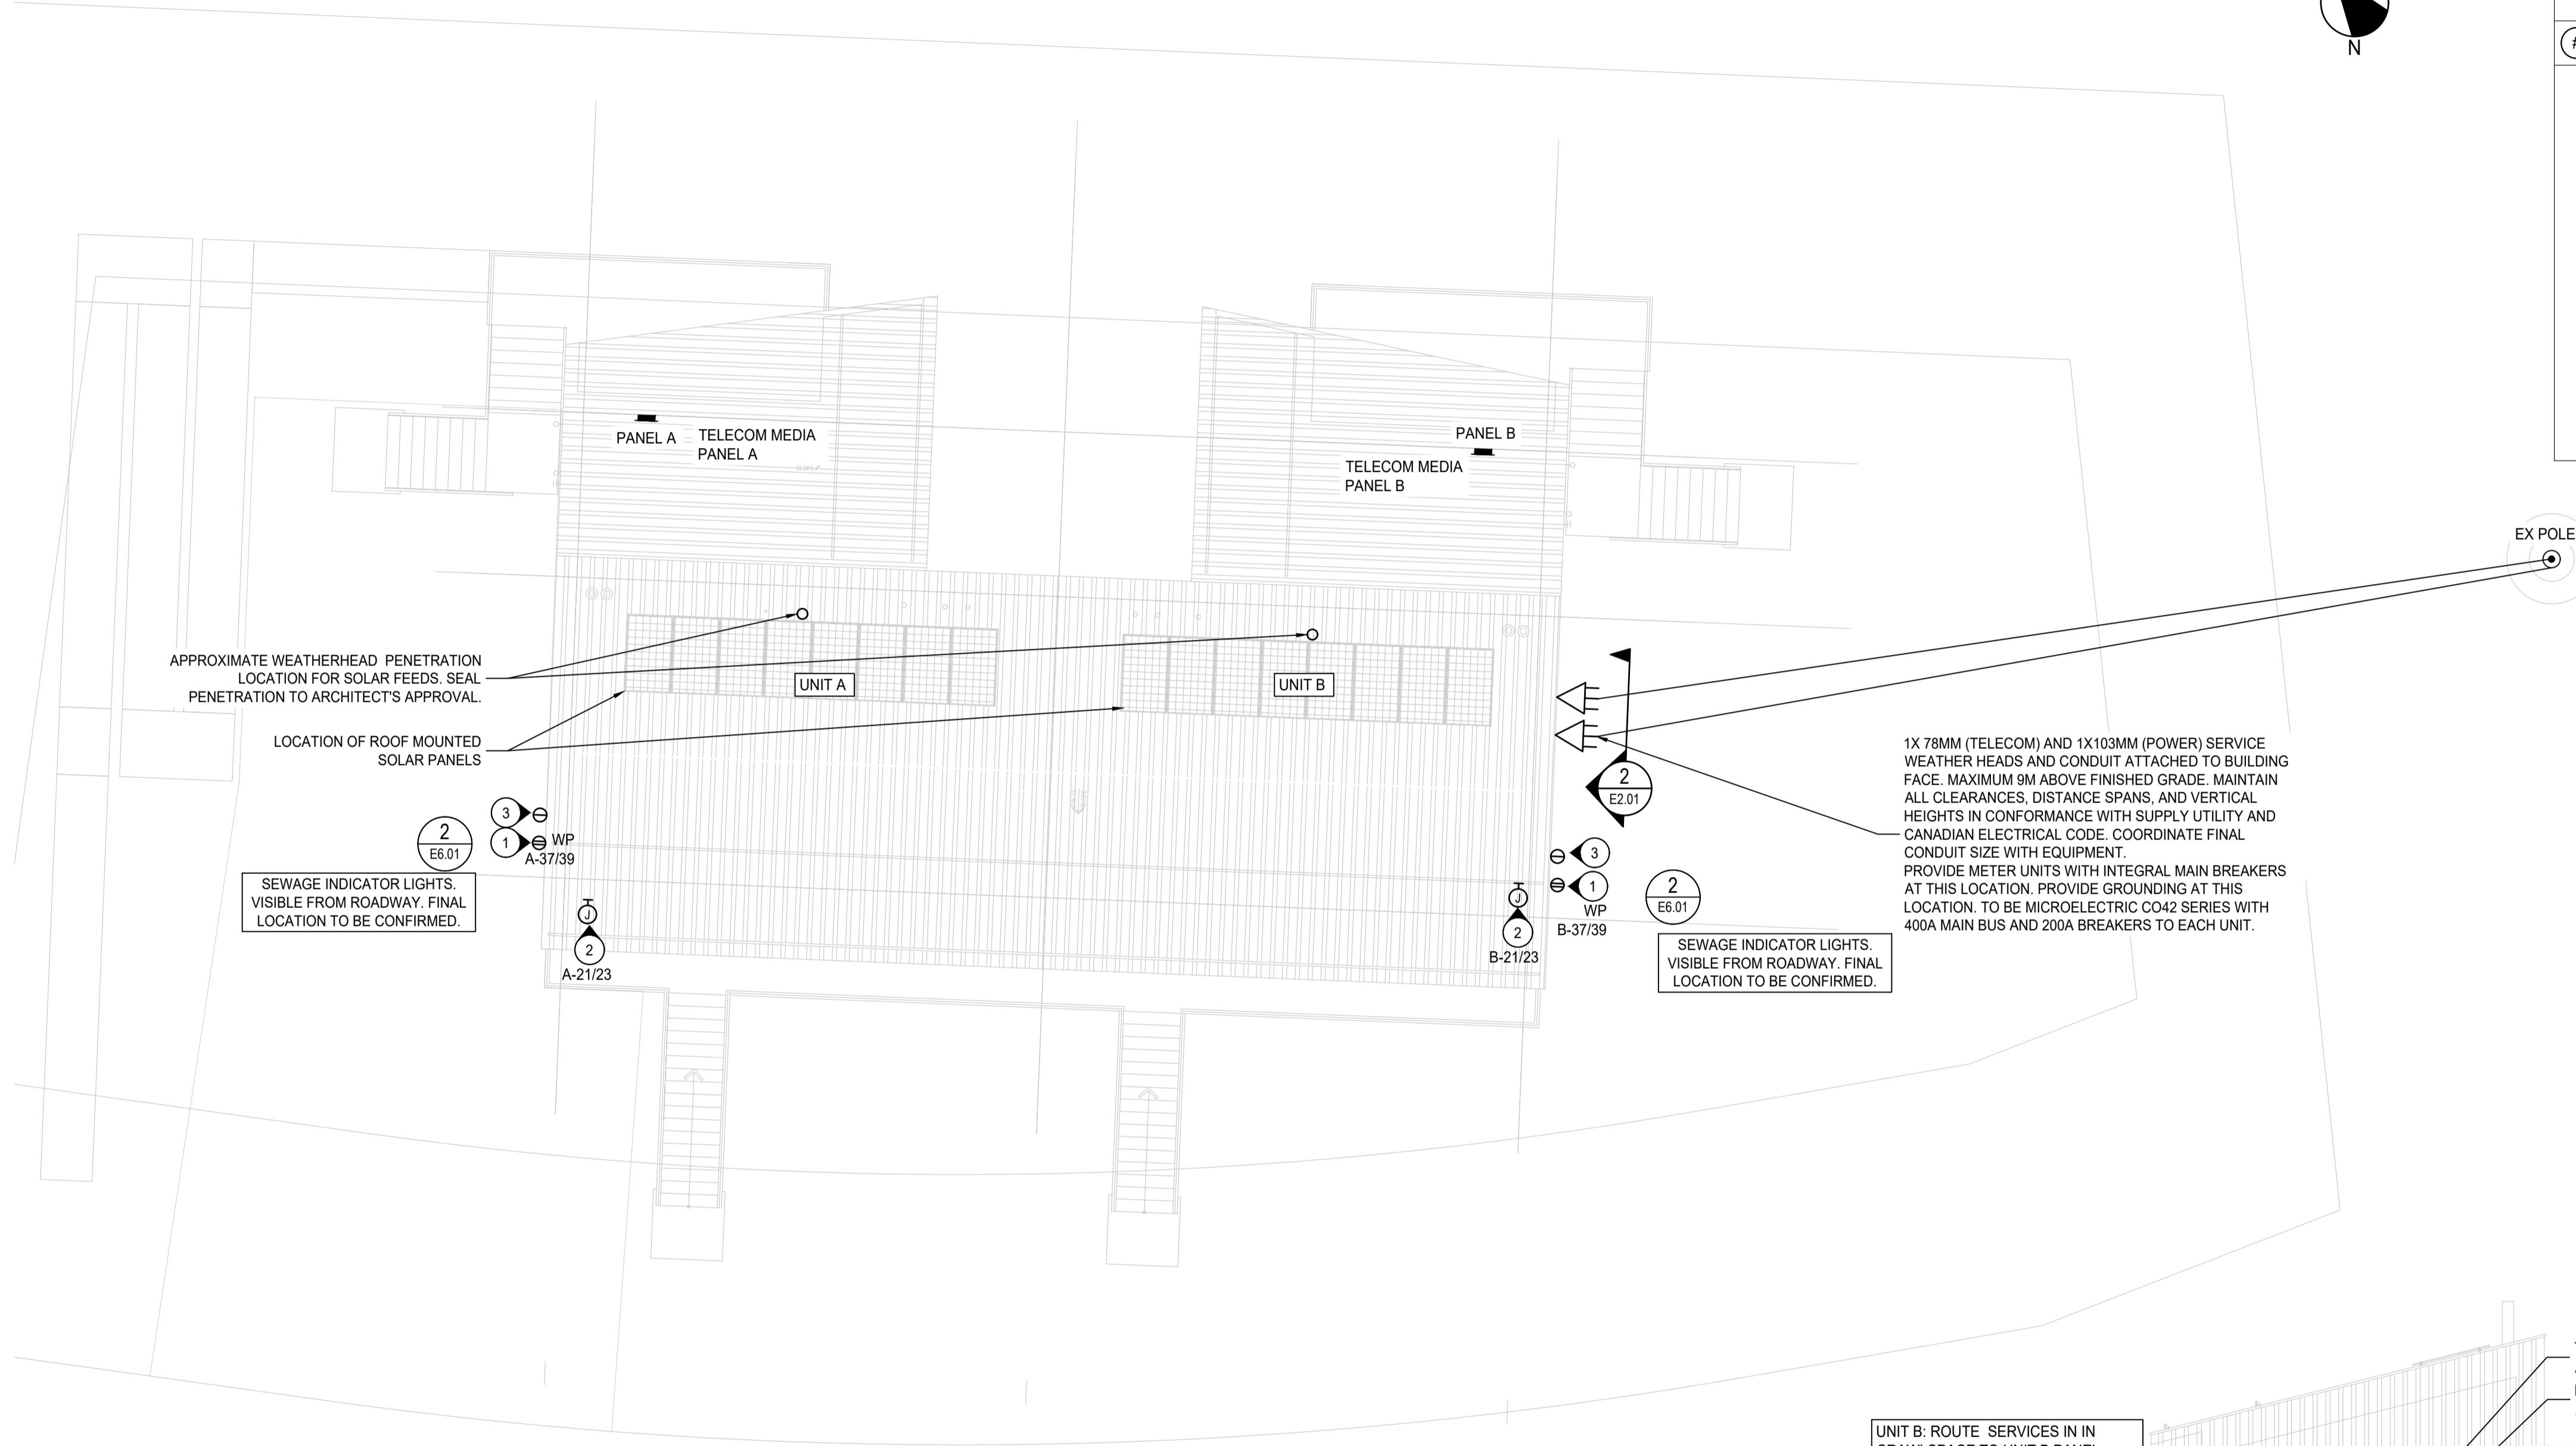 N
EX POLE
PANEL A
TELECOM MEDIA
PANEL A
PANEL B
TELECOM MEDIA
PANEL B
APPROXIMATE WEATHERHEAD PENETRATION
LOCATION FOR SOLAR FEEDS. SEAL
PENETRATION TO ARCHITECT'S APPROVAL.
UNIT A
UNIT B
LOCATION OF ROOF MOUNTED
SOLAR PANELS
2
E2.01
1X 78MM (TELECOM) AND 1X103MM (POWER) SERVICE
WEATHER HEADS AND CONDUIT ATTACHED TO BUILDING
FACE. MAXIMUM 9M ABOVE FINISHED GRADE. MAINTAIN
ALL CLEARANCES, DISTANCE SPANS, AND VERTICAL
HEIGHTS IN CONFORMANCE WITH SUPPLY UTILITY AND
CANADIAN ELECTRICAL CODE. COORDINATE FINAL
CONDUIT SIZE WITH EQUIPMENT.
PROVIDE METER UNITS WITH INTEGRAL MAIN BREAKERS
AT THIS LOCATION. PROVIDE GROUNDING AT THIS
LOCATION. TO BE MICROELECTRIC CO42 SERIES WITH
400A MAIN BUS AND 200A BREAKERS TO EACH UNIT.
2
E6.01
3
1
WP
A-37/39
SEWAGE INDICATOR LIGHTS.
VISIBLE FROM ROADWAY. FINAL
LOCATION TO BE CONFIRMED.
J
2
A-21/23
J
2
B-21/23
3
1
WP
B-37/39
2
E6.01
SEWAGE INDICATOR LIGHTS.
VISIBLE FROM ROADWAY. FINAL
LOCATION TO BE CONFIRMED.
SLOPE
UNIT B: ROUTE SERVICES IN IN
CRAWLSPACE TO UNIT B PANEL